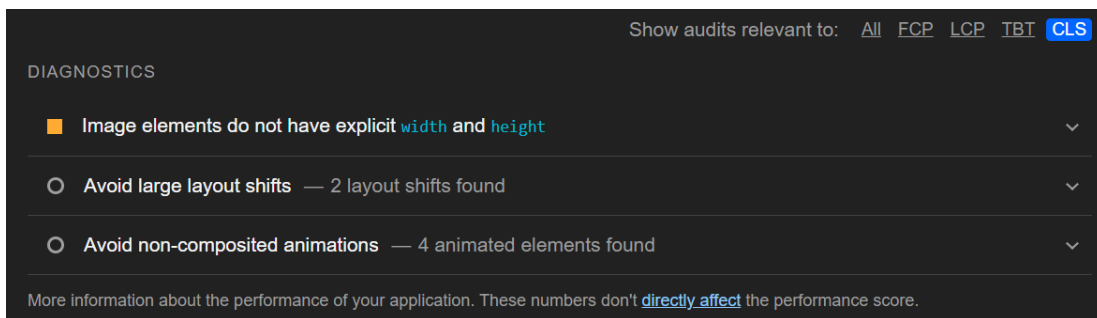 Show audits relevant to: All FCP LCP TBT CLS
DIAGNOSTICS
Image elements do not have explicit width and height
Avoid large layout shifts — 2 layout shifts found
Avoid non-composited animations — 4 animated elements found
More information about the performance of your application. These numbers don't directly affect the performance score.